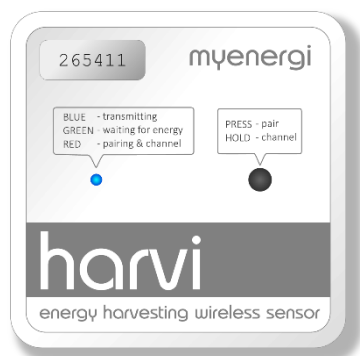 265411
myenergi
BLUE - transmitting
GREEN - waiting for energy
RED - pairing & channel
PRESS - pair
HOLD - channel
harvi
energy harvesting wireless sensor